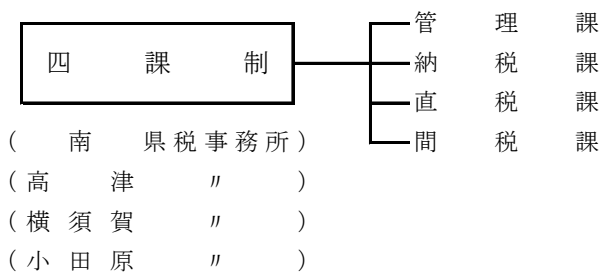 四課制
管理課
納税課
直税課
間税課
(南県税事務所)
(高津〃)
(横須賀〃)
(小田原〃)